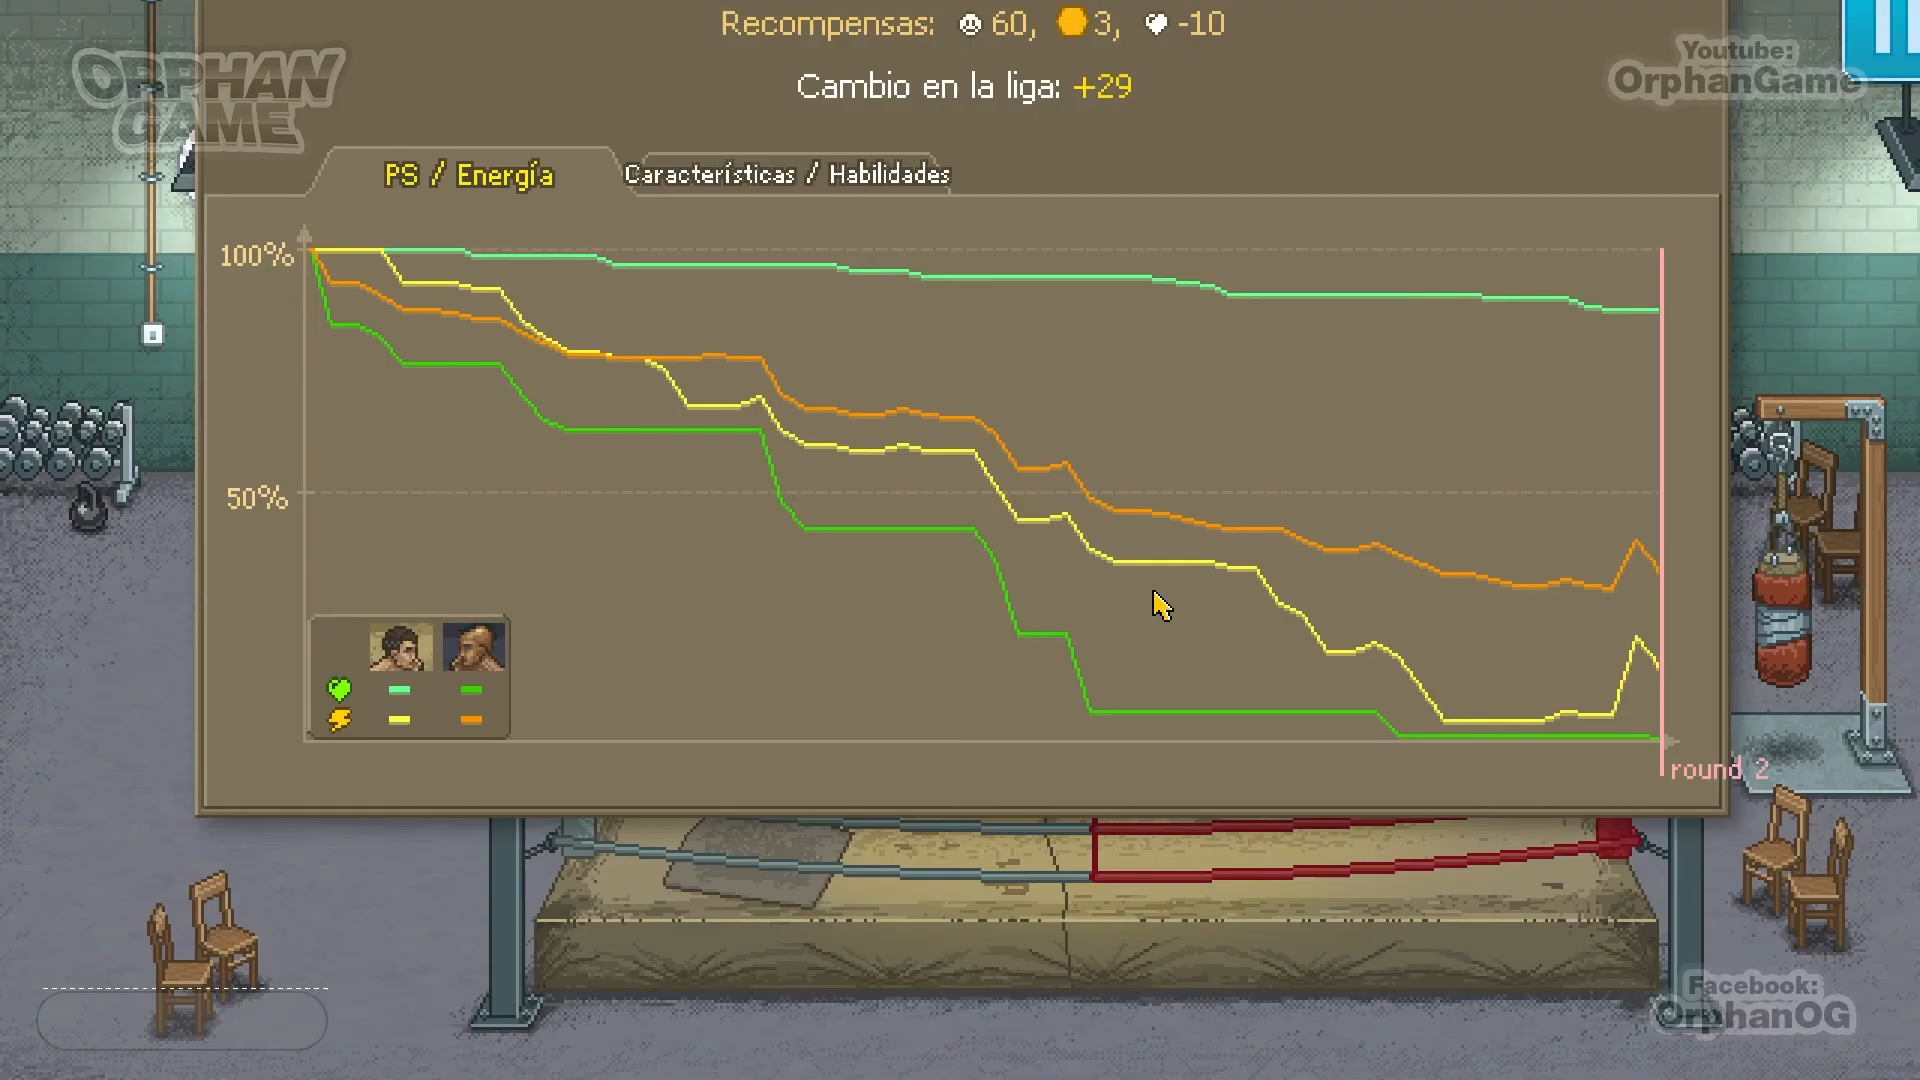 Recompensas: 60, 3, -10
Cambio en la liga: +29
ORPHAN GAME
Youtube:
OrphanGame
PS / Energía
Características / Habilidades
100%
50%
round 2
Facebook:
OrphanOG